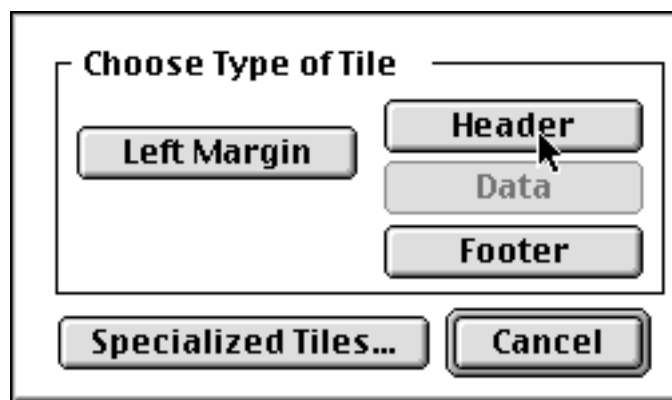 Choose Type of Tile
Left Margin
Header
Data
Footer
Specialized Tiles...
Cancel